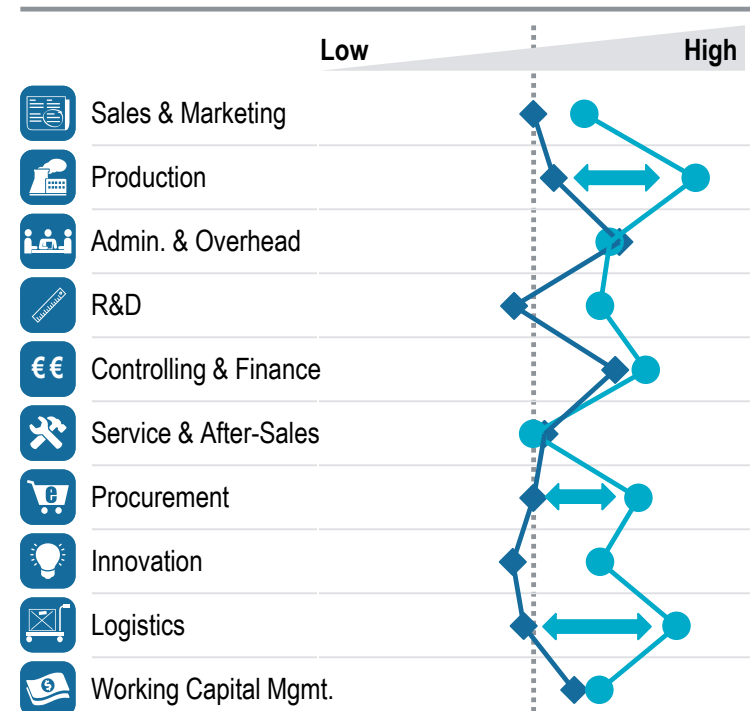 Low
High
Sales & Marketing
Production
Admin. & Overhead
R&D
€€
Controlling & Finance
Service & After-Sales
e
Procurement
Innovation
Logistics
Working Capital Mgmt.